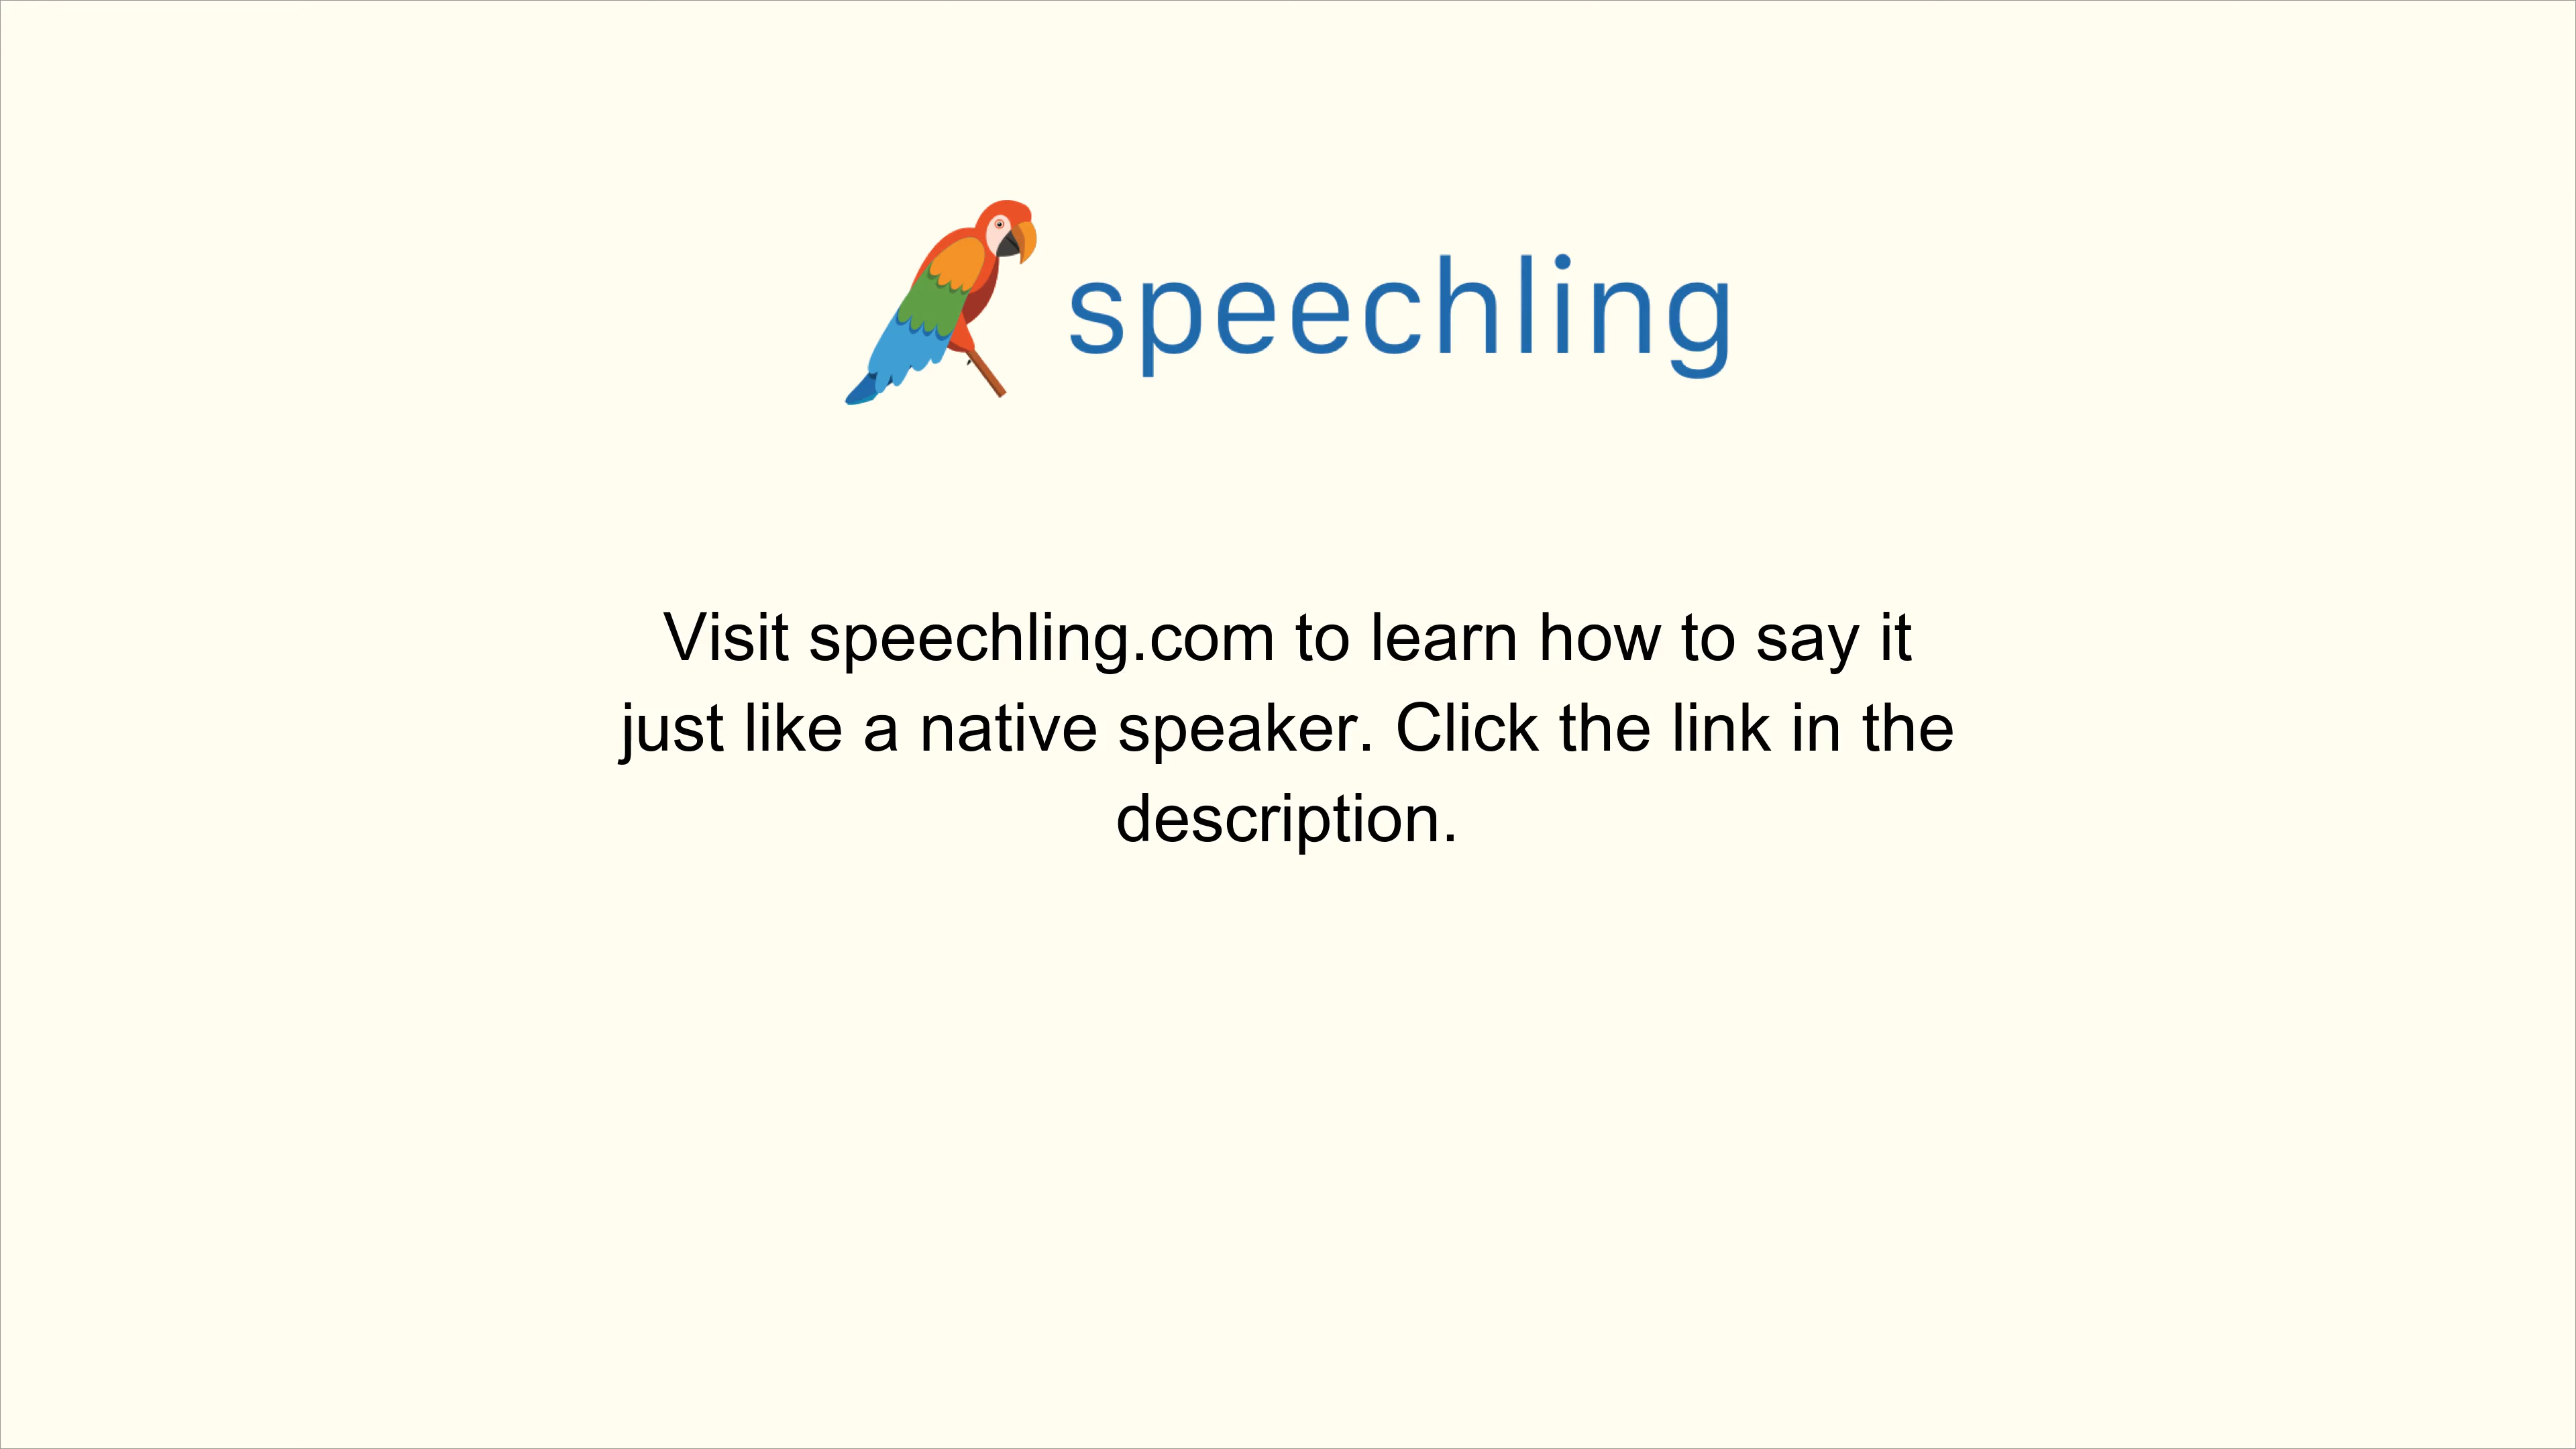 speechling
Visit speechling.com to learn how to say it
just like a native speaker. Click the link in the
description.